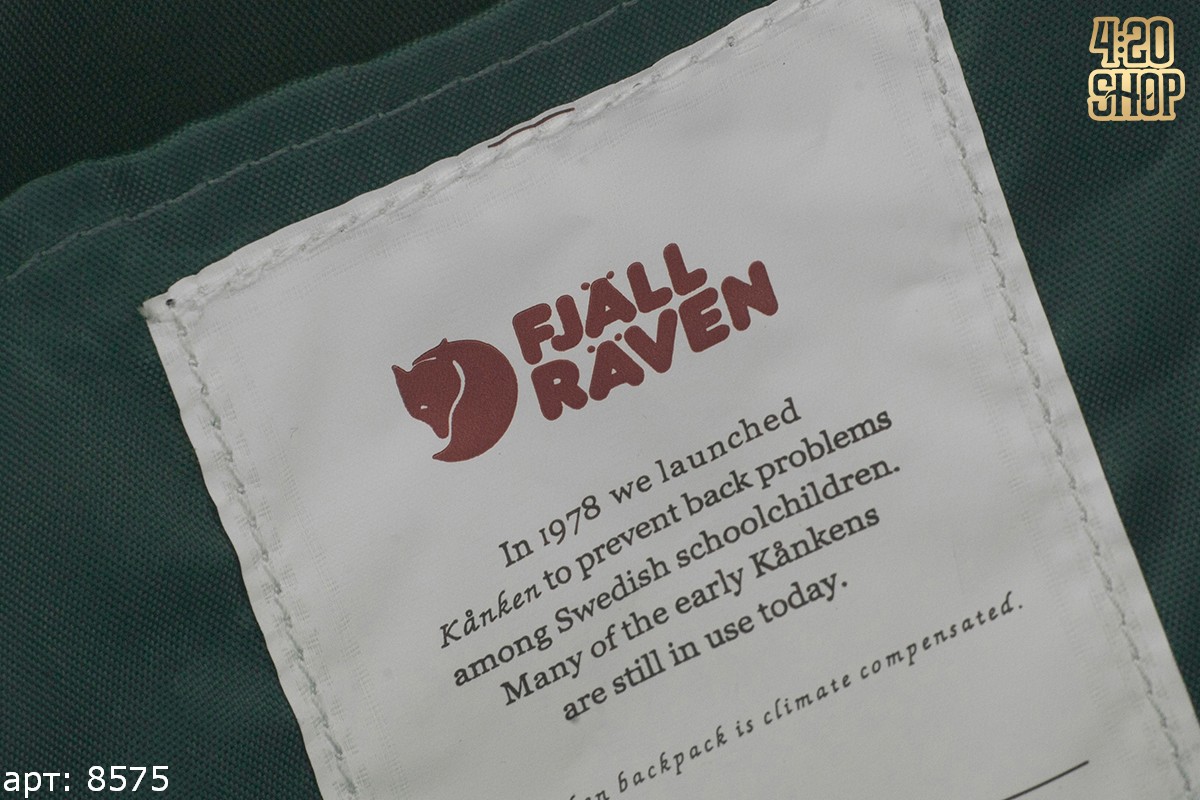 4:20
SHOP
FJÄLL
RÄVEN
In 1978 we launched
Kånken to prevent back problems
among Swedish schoolchildren.
Many of the early Kånkens
are still in use today.
backpack is climate compensated.
арт: 8575